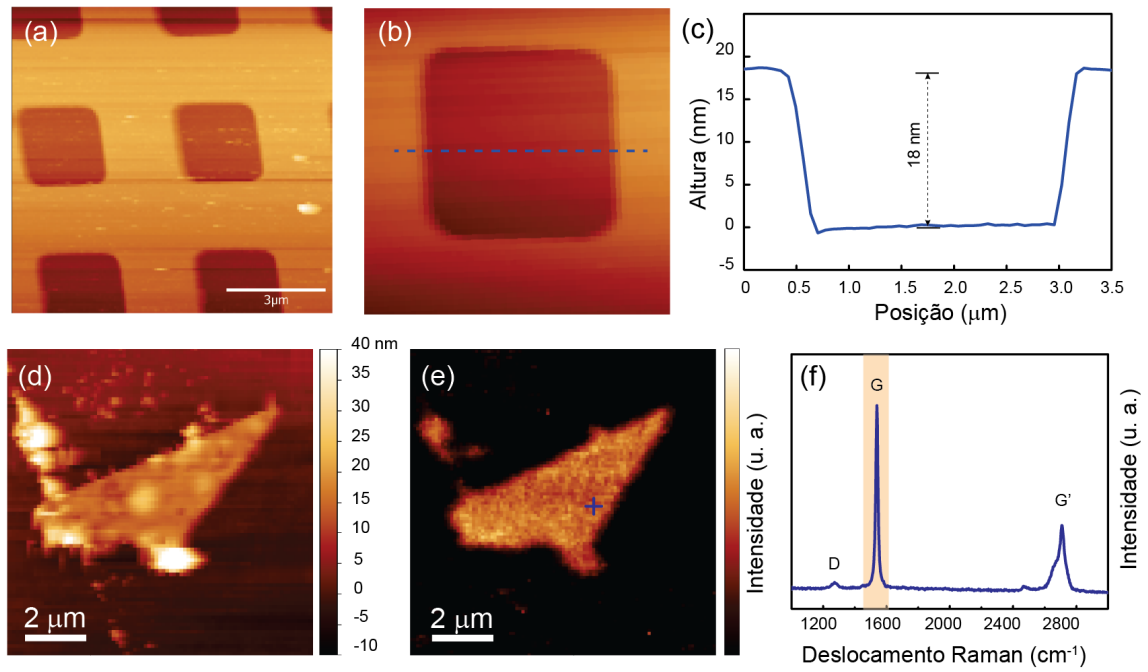 (a)
3μm
(b)
(c)
Altura (nm)
20
15
10
5
0
-5
18 nm
0
0.5
1.0
1.5
2.0
2.5
3.0
3.5
Posição (μm)
(d)
2 μm
40 nm
35
30
25
20
15
10
5
0
-5
-10
(e)
2 μm
Intensidade (u. a.)
(f)
D
G
G’
1200
1600
2000
2400
2800
Deslocamento Raman (cm⁻¹)
Intensidade (u. a.)